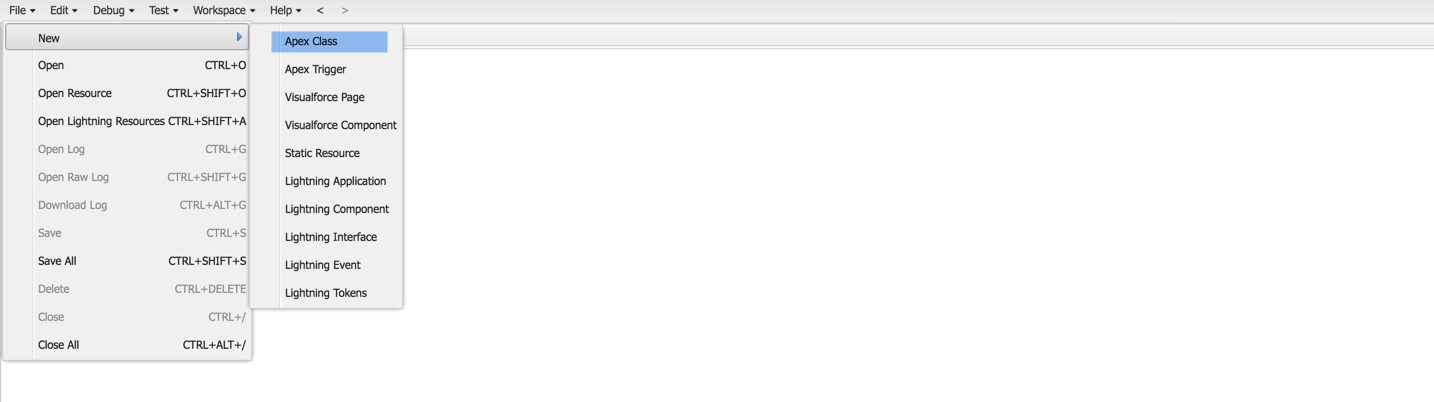 File Edit Debug Test Workspace Help < >
New
Open CTRL+O
Open Resource CTRL+SHIFT+O
Open Lightning Resources CTRL+SHIFT+A
Open Log CTRL+G
Open Raw Log CTRL+SHIFT+G
Download Log CTRL+ALT+G
Save CTRL+S
Save All CTRL+SHIFT+S
Delete CTRL+DELETE
Close CTRL+/
Close All CTRL+ALT+/
Apex Class
Apex Trigger
Visualforce Page
Visualforce Component
Static Resource
Lightning Application
Lightning Component
Lightning Interface
Lightning Event
Lightning Tokens